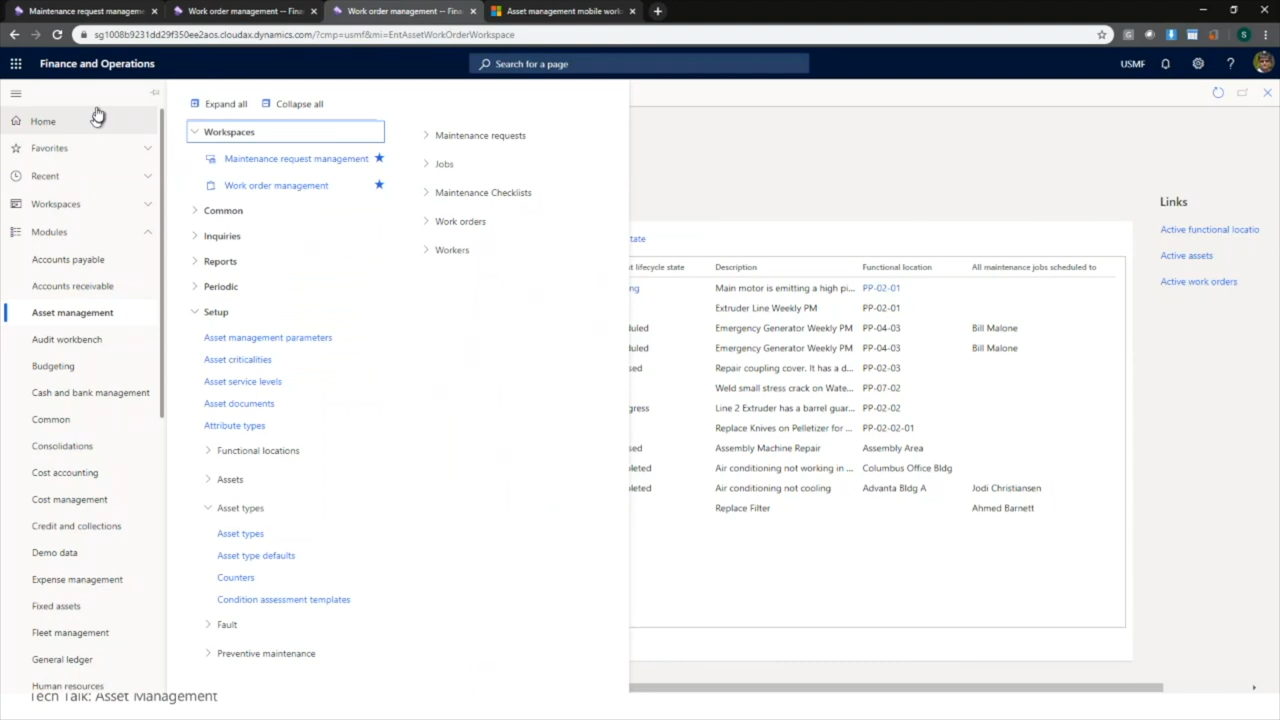 Maintenance request managemen
Work order management -- Fina
Work order management -- Fina
Asset management mobile work
sg1008b9231dd29f350ee2aos.cloudax.dynamics.com/?cmp=usmf&mi=EntAssetWorkOrderWorkspace
Finance and Operations
Search for a page
USMF
Home
Favorites
Recent
Workspaces
Modules
Accounts payable
Accounts receivable
Asset management
Audit workbench
Budgeting
Cash and bank management
Common
Consolidations
Cost accounting
Cost management
Credit and collections
Demo data
Expense management
Fixed assets
Fleet management
General ledger
Human resources
Expand all
Collapse all
Workspaces
Maintenance request management
Work order management
Common
Inquiries
Reports
Periodic
Setup
Asset management parameters
Asset criticalities
Asset service levels
Asset documents
Attribute types
Functional locations
Assets
Asset types
Asset types
Asset type defaults
Counters
Condition assessment templates
Fault
Preventive maintenance
Maintenance requests
Jobs
Maintenance Checklists
Work orders
Workers
tate
t lifecycle state Description Functional location All maintenance jobs scheduled to
ng Main motor is emitting a high pi... PP-02-01
Extruder Line Weekly PM PP-02-01
luled Emergency Generator Weekly PM PP-04-03 Bill Malone
luled Emergency Generator Weekly PM PP-04-03 Bill Malone
sed Repair coupling cover. It has a d... PP-02-03
Weld small stress crack on Wate... PP-07-02
gress Line 2 Extruder has a barrel guar... PP-02-02
Replace Knives on Pelletizer for ... PP-02-02-01
sed Assembly Machine Repair Assembly Area
leted Air conditioning not working in ... Columbus Office Bldg
leted Air conditioning not cooling Advanta Bldg A Jodi Christiansen
Replace Filter Ahmed Barnett
Links
Active functional locatio
Active assets
Active work orders
Tech Talk: Asset Management